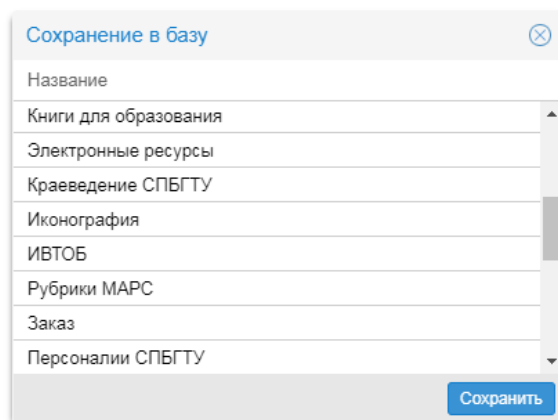 Сохранение в базу
Название
Книги для образования
Электронные ресурсы
Краеведение СПБГТУ
Иконография
ИВТОБ
Рубрики МАРС
Заказ
Персоналии СПБГТУ
Сохранить